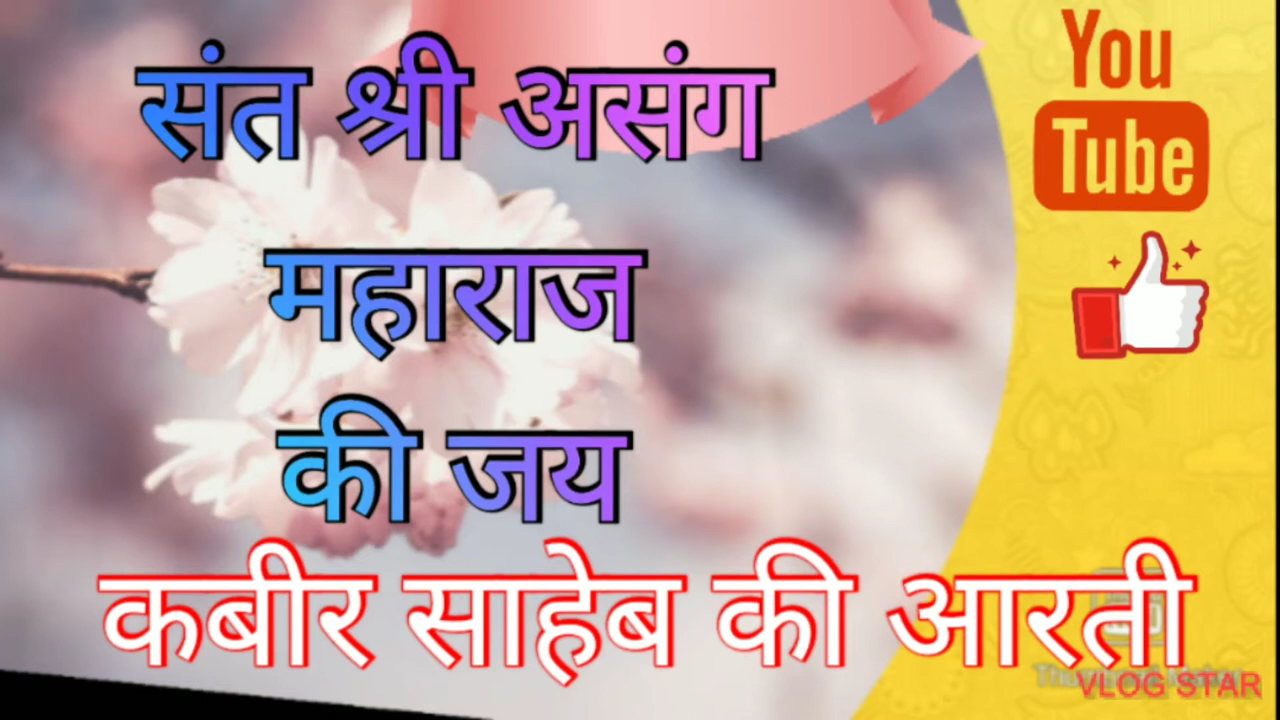 संत श्री असंग
महाराज
की जय
कबीर साहेब की आरती
You
Tube
VLOG STAR